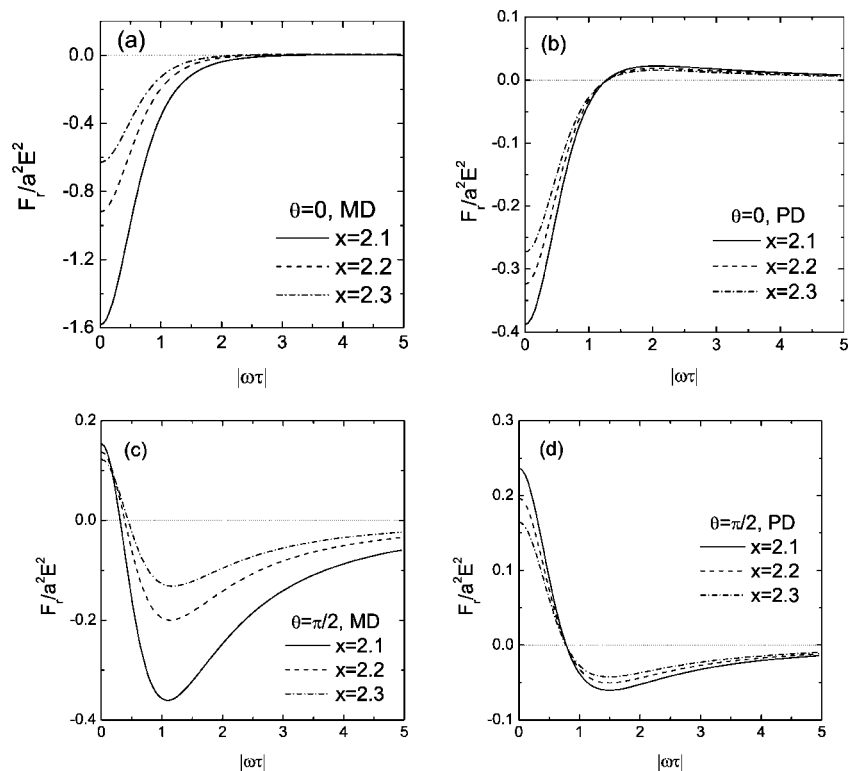 (a)
0.0
-0.4
-0.8
-1.2
-1.6
F_r/a²E²
θ=0, MD
x=2.1
x=2.2
x=2.3
0 1 2 3 4 5
|ωτ|
(b)
0.1
0.0
-0.1
-0.2
-0.3
-0.4
F_r/a²E²
θ=0, PD
x=2.1
x=2.2
x=2.3
0 1 2 3 4 5
|ωτ|
(c)
0.2
0.0
-0.2
-0.4
F_r/a²E²
θ=π/2, MD
x=2.1
x=2.2
x=2.3
0 1 2 3 4 5
|ωτ|
(d)
0.3
0.2
0.1
0.0
-0.1
F_r/a²E²
θ=π/2, PD
x=2.1
x=2.2
x=2.3
0 1 2 3 4 5
|ωτ|